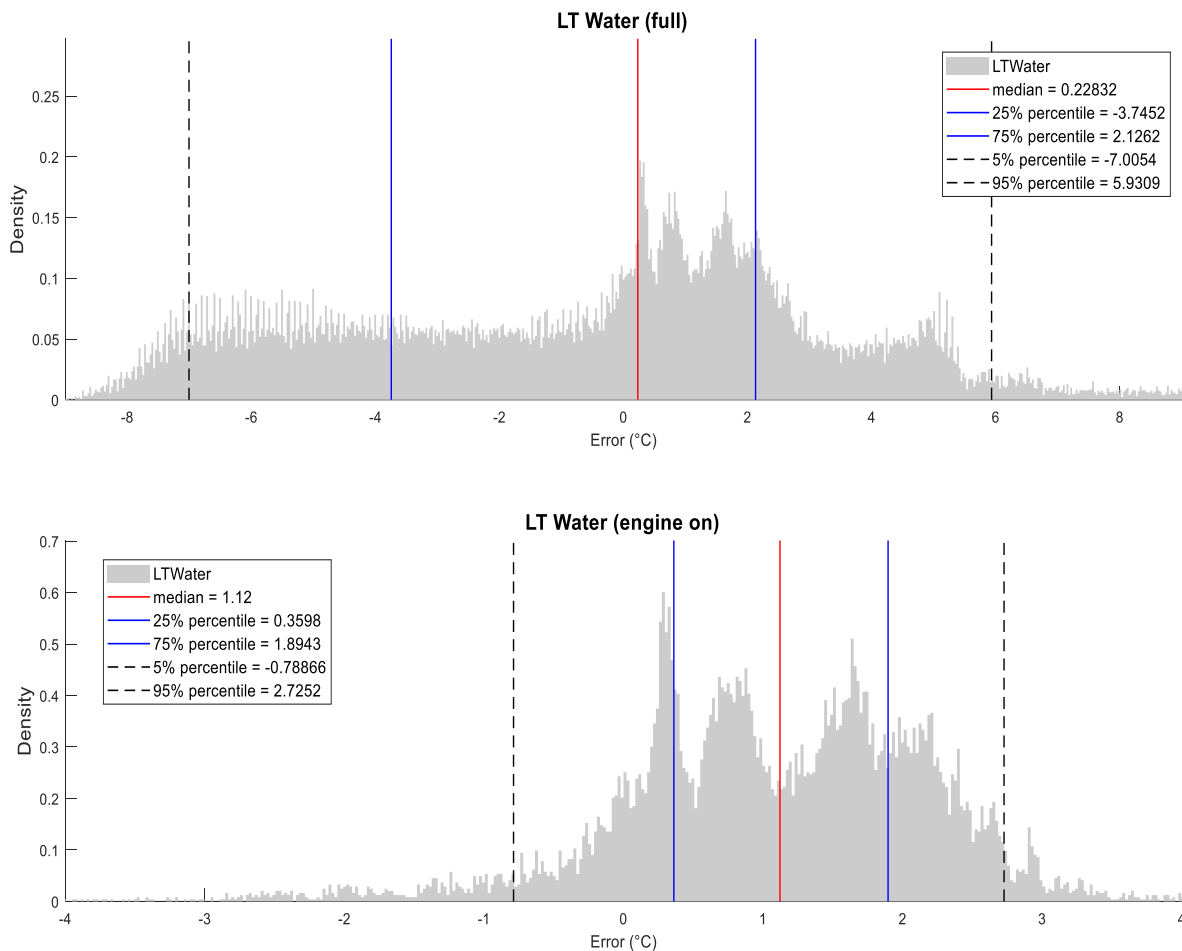 LT Water (full)
0.25
0.2
0.15
0.1
0.05
0
Density
-8
-6
-4
-2
0
2
4
6
8
Error (°C)
LTWater
median = 0.22832
25% percentile = -3.7452
75% percentile = 2.1262
5% percentile = -7.0054
95% percentile = 5.9309
LT Water (engine on)
0.7
0.6
0.5
0.4
0.3
0.2
0.1
0
Density
LTWater
median = 1.12
25% percentile = 0.3598
75% percentile = 1.8943
5% percentile = -0.78866
95% percentile = 2.7252
-4
-3
-2
-1
0
1
2
3
4
Error (°C)